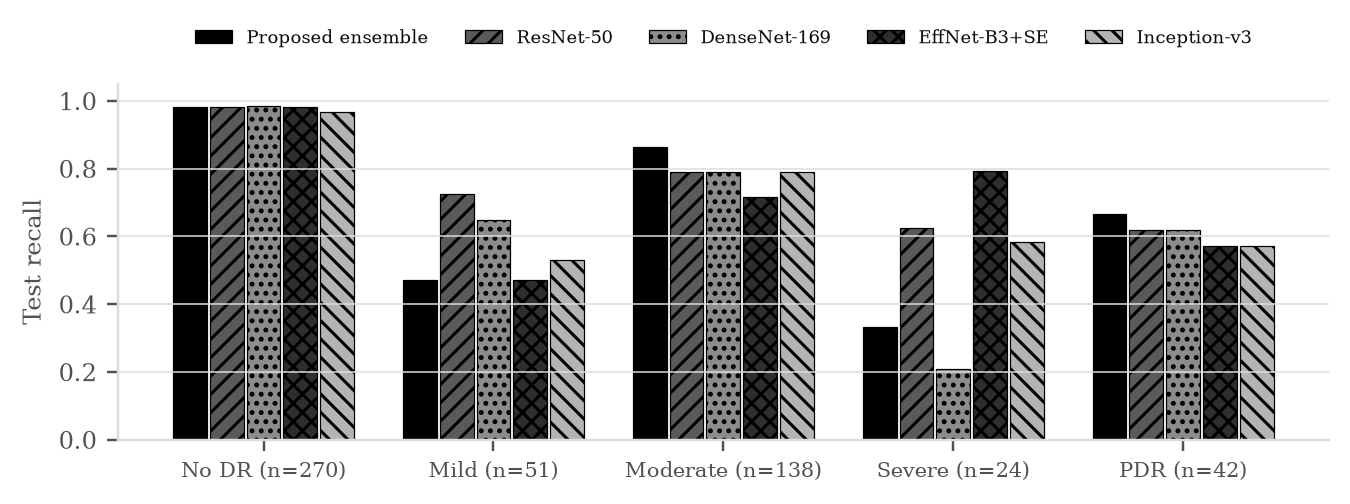 Proposed ensemble ResNet-50 DenseNet-169 EffNet-B3+SE Inception-v3
Test recall
1.0
0.8
0.6
0.4
0.2
0.0
No DR (n=270) Mild (n=51) Moderate (n=138) Severe (n=24) PDR (n=42)